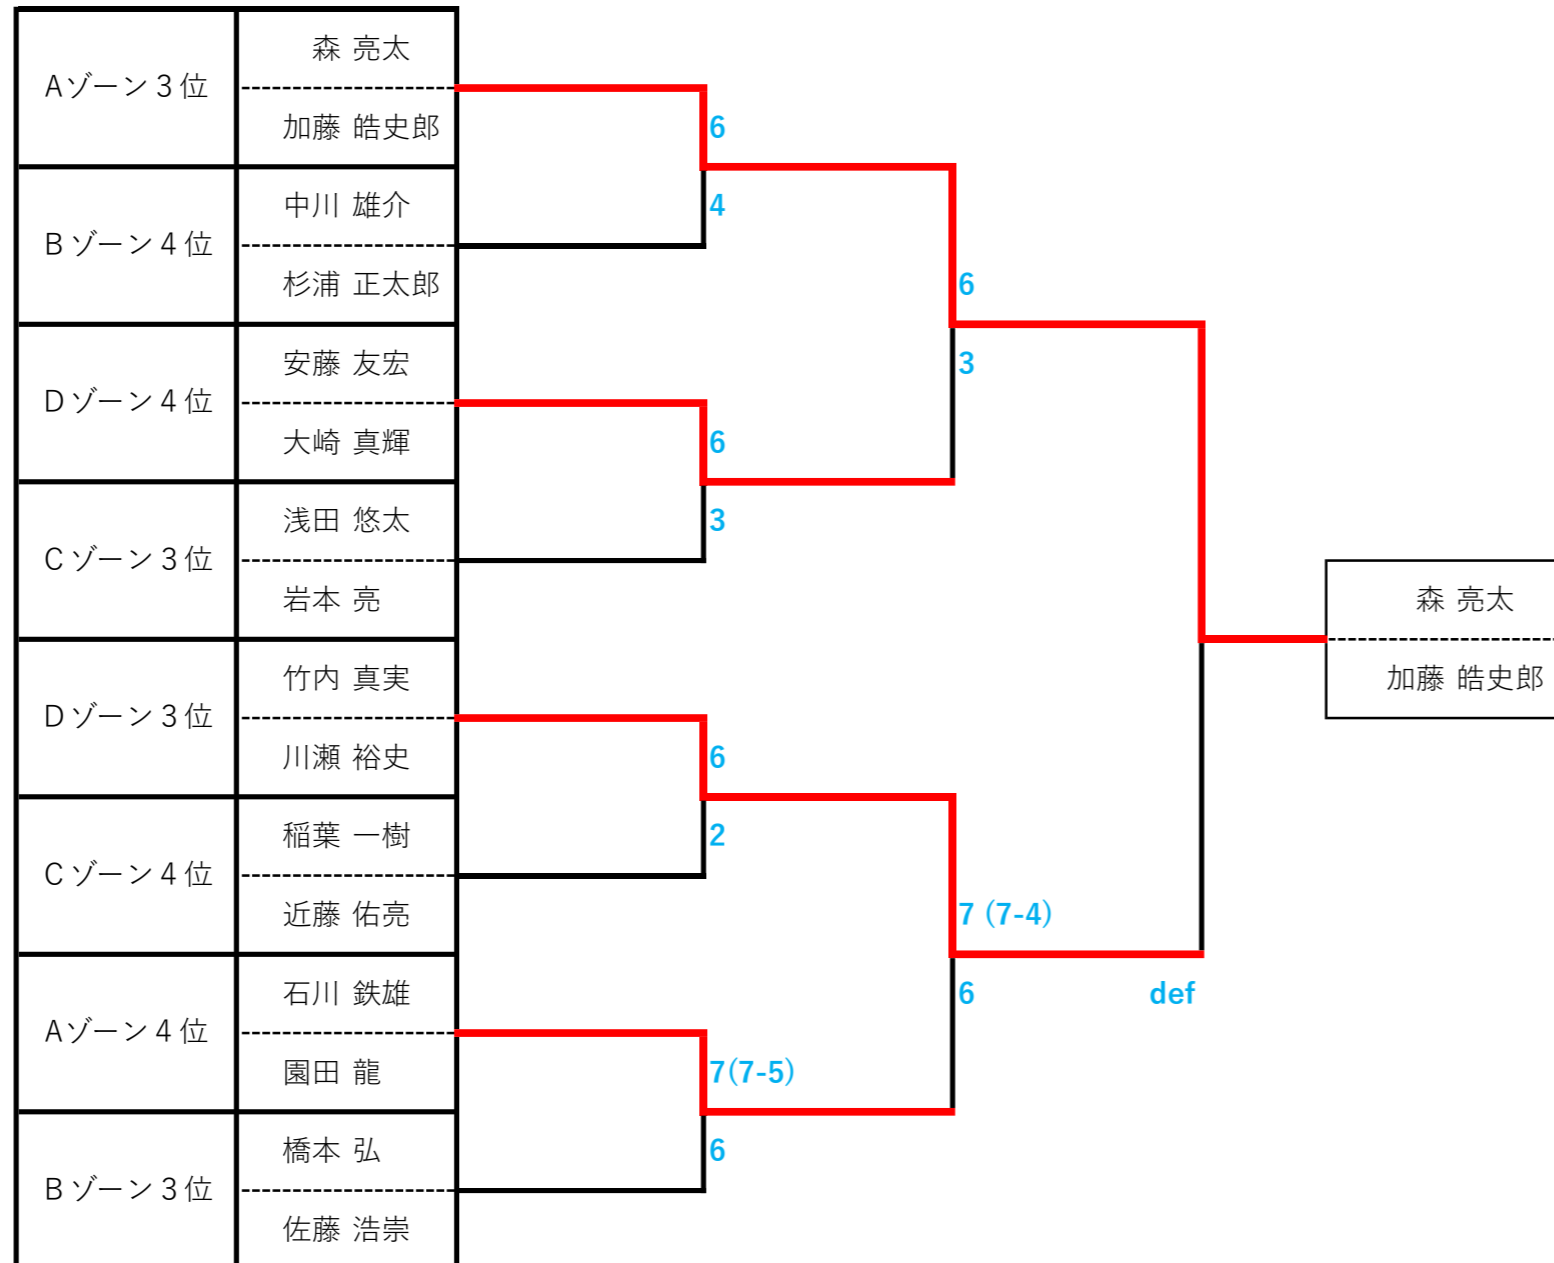 森 亮太
Aゾーン３位
加藤 皓史郎
6
中川 雄介
4
Bゾーン４位
杉浦 正太郎
6
安藤 友宏
3
Dゾーン４位
大崎 真輝
6
浅田 悠太
3
Cゾーン３位
岩本 亮
森 亮太
竹内 真実
加藤 皓史郎
Dゾーン３位
川瀬 裕史
6
稲葉 一樹
2
Cゾーン４位
近藤 佑亮
7 (7-4)
石川 鉄雄
6
def
Aゾーン４位
園田 龍
7(7-5)
橋本 弘
6
Bゾーン３位
佐藤 浩崇